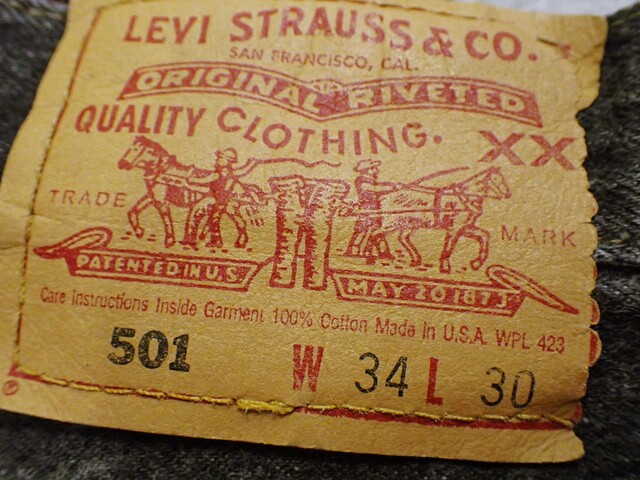 LEVI STRAUSS & CO.
SAN FRANCISCO, CAL.
ORIGINAL RIVETED
QUALITY CLOTHING.
XX
TRADE MARK
PATENTED IN U.S.
MAY 20 1873
Care Instructions Inside Garment 100% Cotton Made in U.S.A. WPL 423
501 W 34 L 30
®